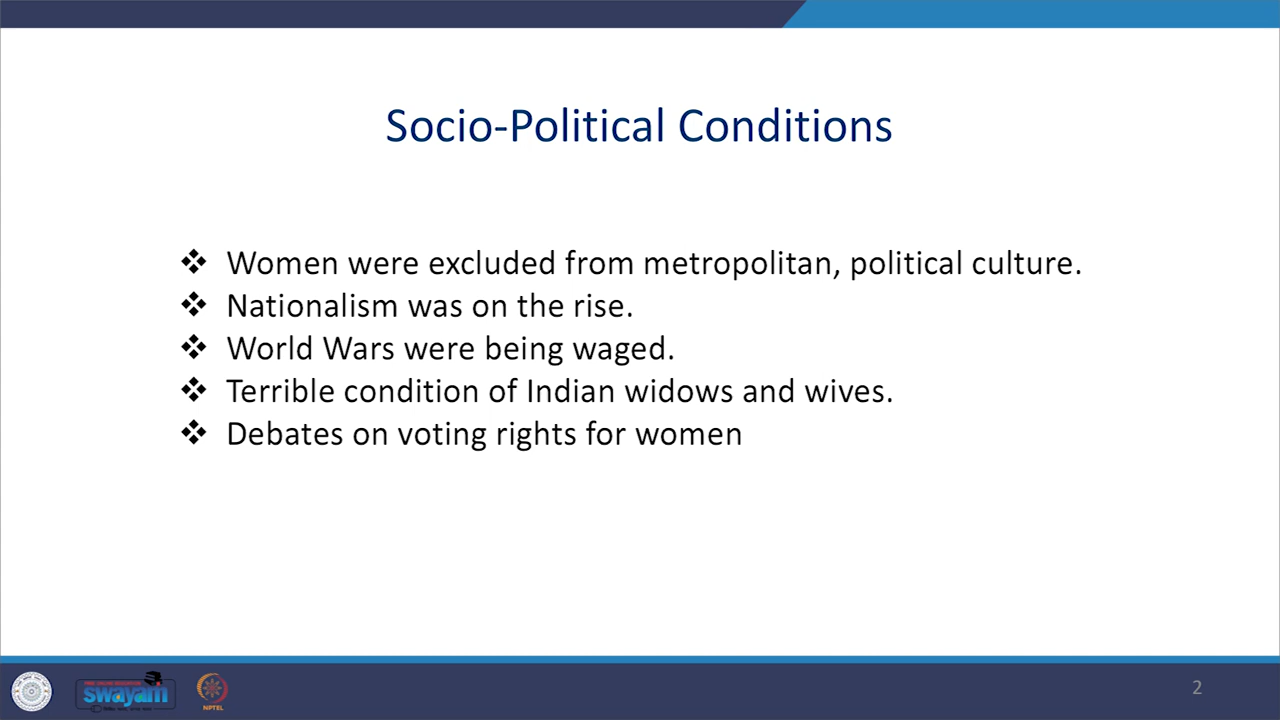 Socio-Political Conditions
❖ Women were excluded from metropolitan, political culture.
❖ Nationalism was on the rise.
❖ World Wars were being waged.
❖ Terrible condition of Indian widows and wives.
❖ Debates on voting rights for women
swayam
NPTEL
2